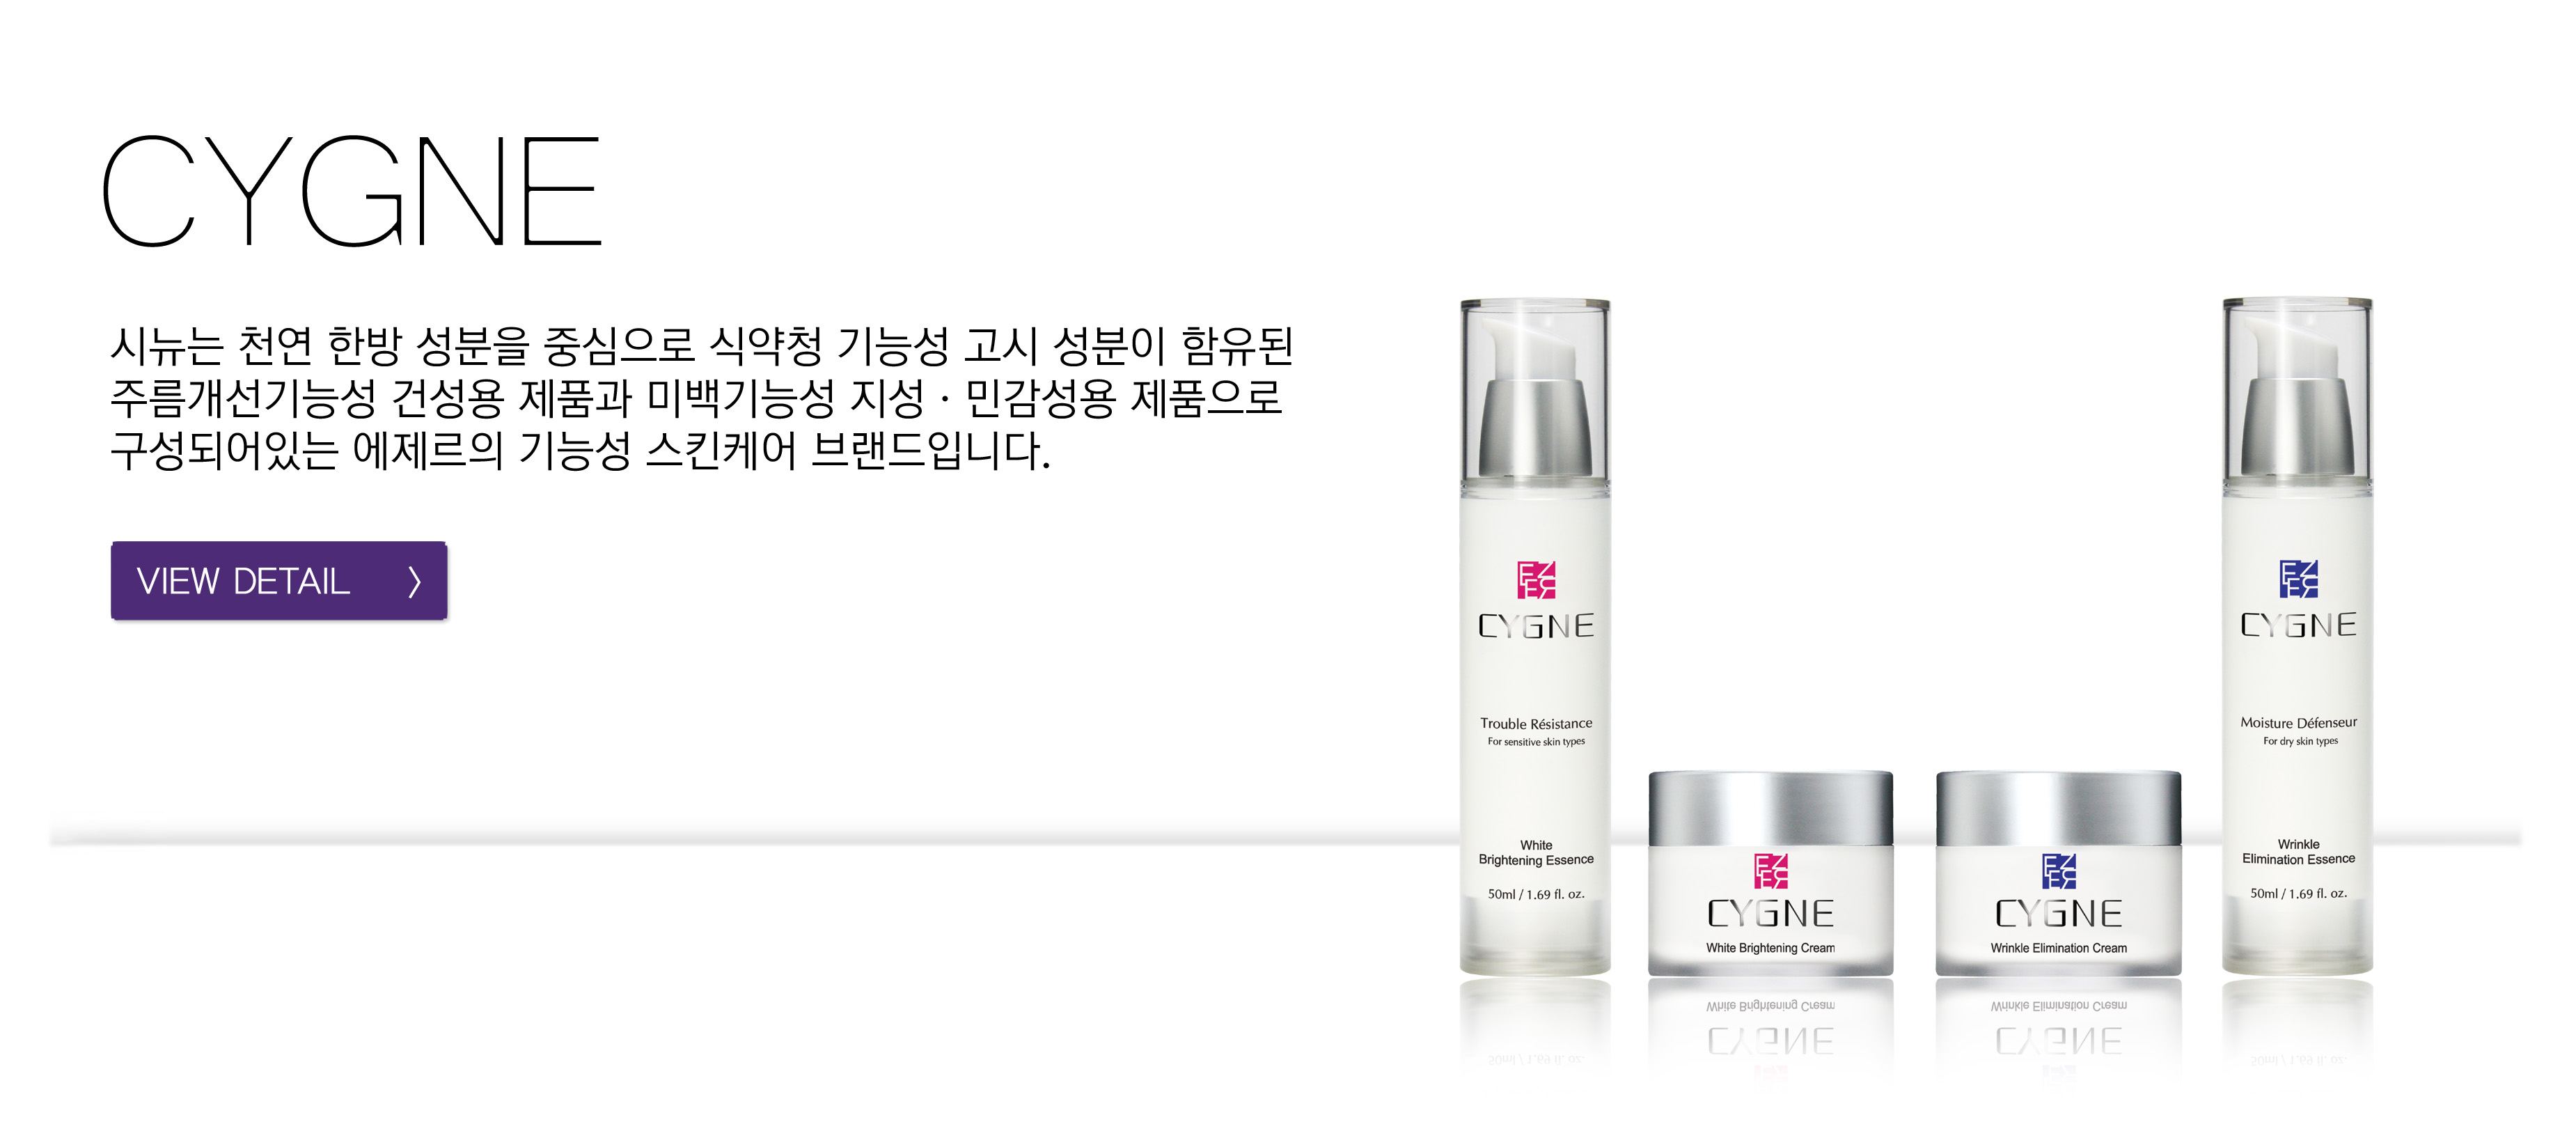 CYGNE
시뉴는 천연 한방 성분을 중심으로 식약청 기능성 고시 성분이 함유된
주름개선기능성 건성용 제품과 미백기능성 지성 · 민감성용 제품으로
구성되어있는 에제르의 기능성 스킨케어 브랜드입니다.
VIEW DETAIL >
EZER
CYGNE
Trouble Résistance
For sensitive skin types
White
Brightening Essence
50ml / 1.69 fl. oz.
EZER
CYGNE
White Brightening Cream
EZER
CYGNE
Wrinkle Elimination Cream
EZER
CYGNE
Moisture Défenseur
For dry skin types
Wrinkle
Elimination Essence
50ml / 1.69 fl. oz.